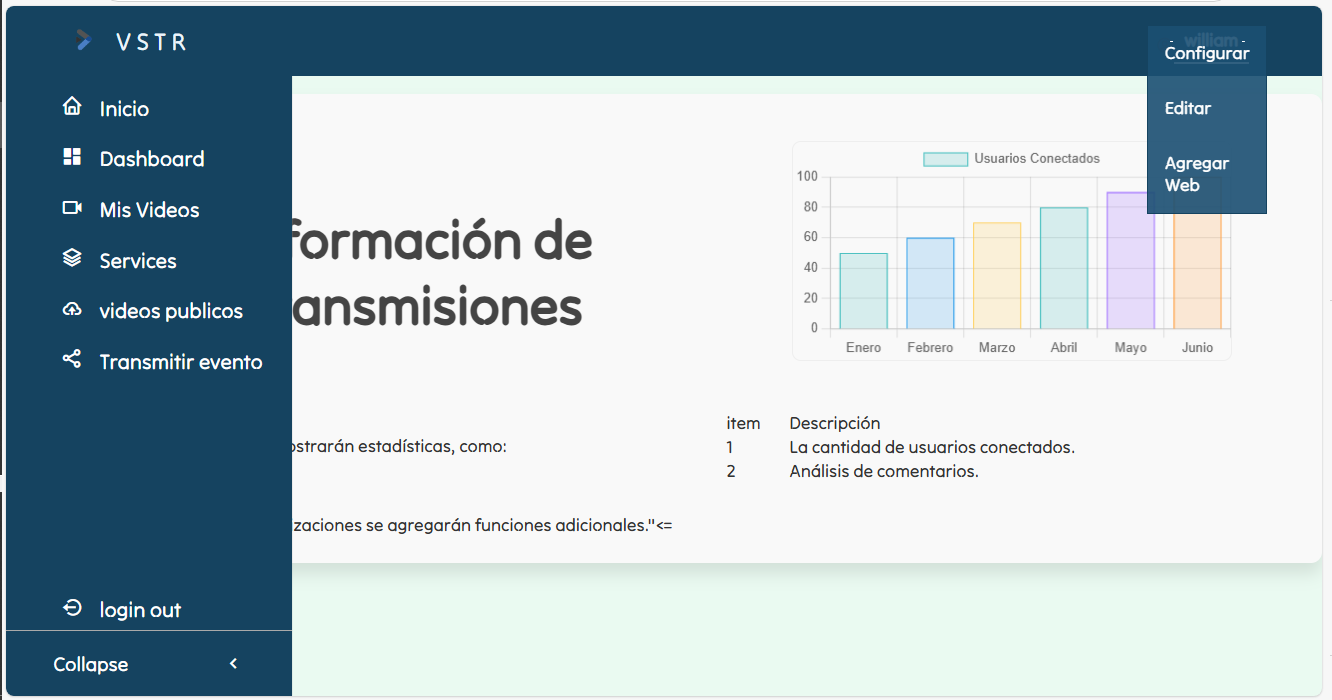 VSTR
- william -
Configurar
Editar
Agregar
Web
Inicio
Dashboard
Mis Videos
Services
videos publicos
Transmitir evento
login out
Collapse
formación de
ansmisiones
ostrarán estadísticas, como:
izaciones se agregarán funciones adicionales."<=
Usuarios Conectados
100
80
60
40
20
0
Enero Febrero Marzo Abril Mayo Junio
item Descripción
1 La cantidad de usuarios conectados.
2 Análisis de comentarios.